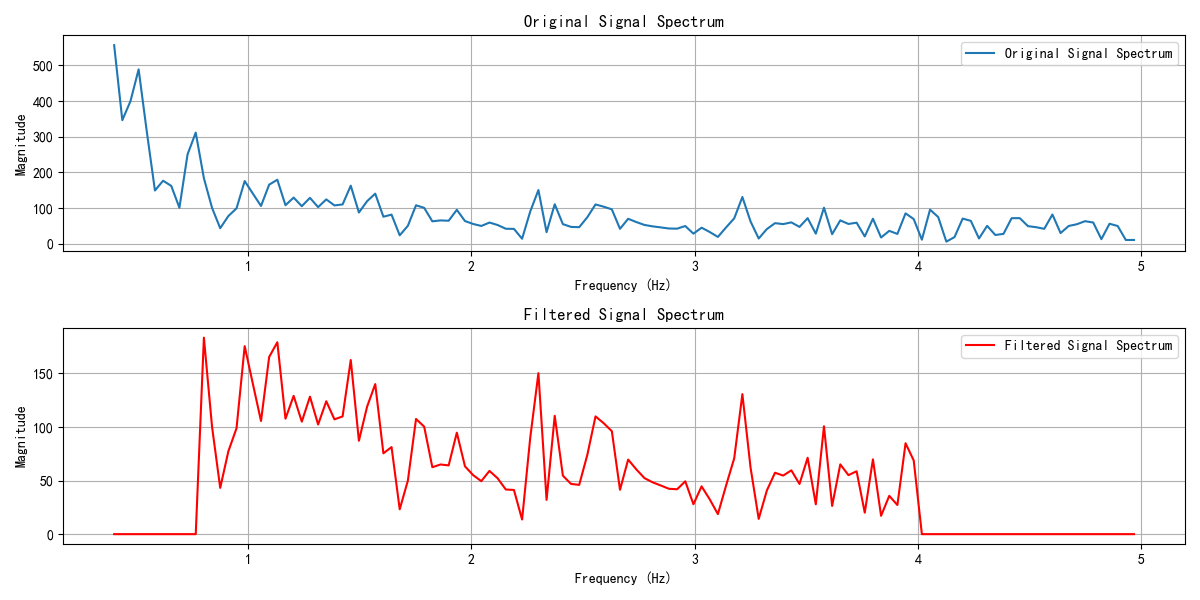 Original Signal Spectrum
Original Signal Spectrum
Magnitude
500
400
300
200
100
0
1 2 3 4 5
Frequency (Hz)
Filtered Signal Spectrum
Filtered Signal Spectrum
Magnitude
150
100
50
0
1 2 3 4 5
Frequency (Hz)